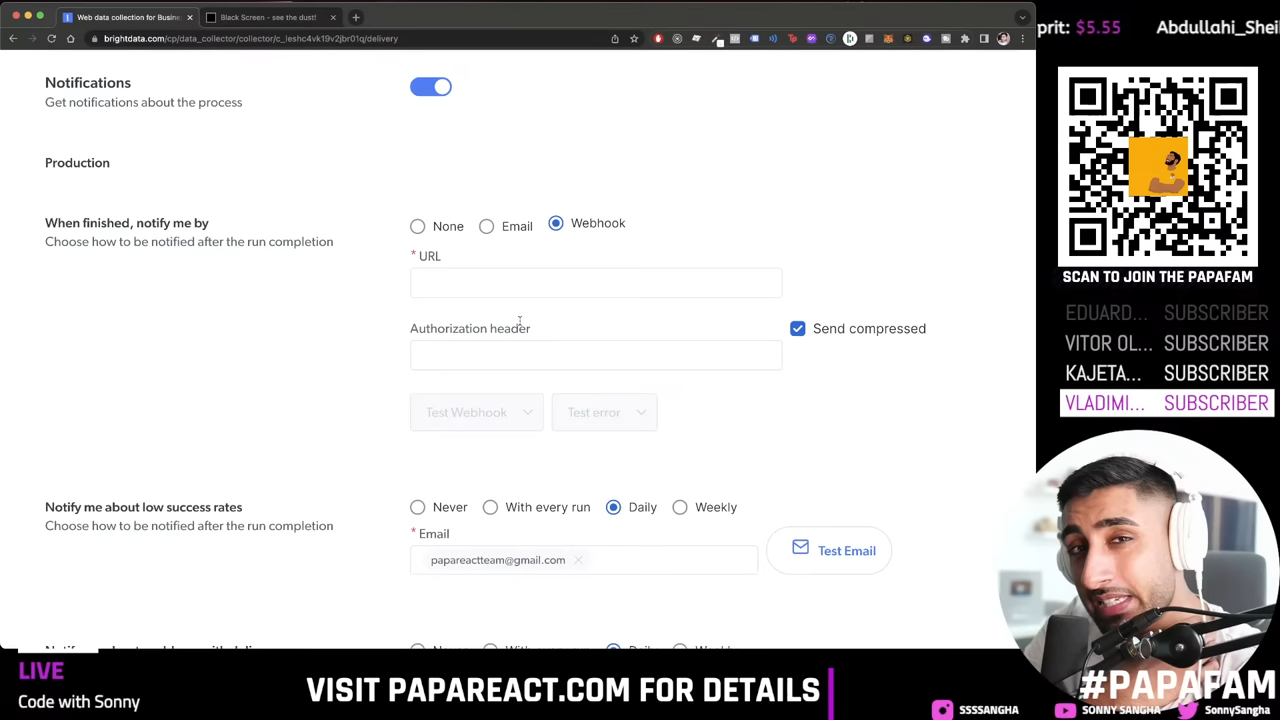 Web data collection for Busin
Black Screen - see the dust!
brightdata.com/cp/data_collector/collector/c_leshc4vk19v2jbr01q/delivery
prit: $5.55
Abdullahi_Shei
Notifications
Get notifications about the process
Production
When finished, notify me by
Choose how to be notified after the run completion
None
Email
Webhook
* URL
Authorization header
Send compressed
Test Webhook
Test error
Notify me about low success rates
Choose how to be notified after the run completion
Never
With every run
Daily
Weekly
* Email
papareactteam@gmail.com
Test Email
Daily
SCAN TO JOIN THE PAPAFAM
EDUARD... SUBSCRIBER
VITOR OL... SUBSCRIBER
KAJETA... SUBSCRIBER
VLADIMI... SUBSCRIBER
LIVE
Code with Sonny
VISIT PAPAREACT.COM FOR DETAILS
#PAPAFAM
SSSSANGHA
SONNY SANGHA
SonnySangha